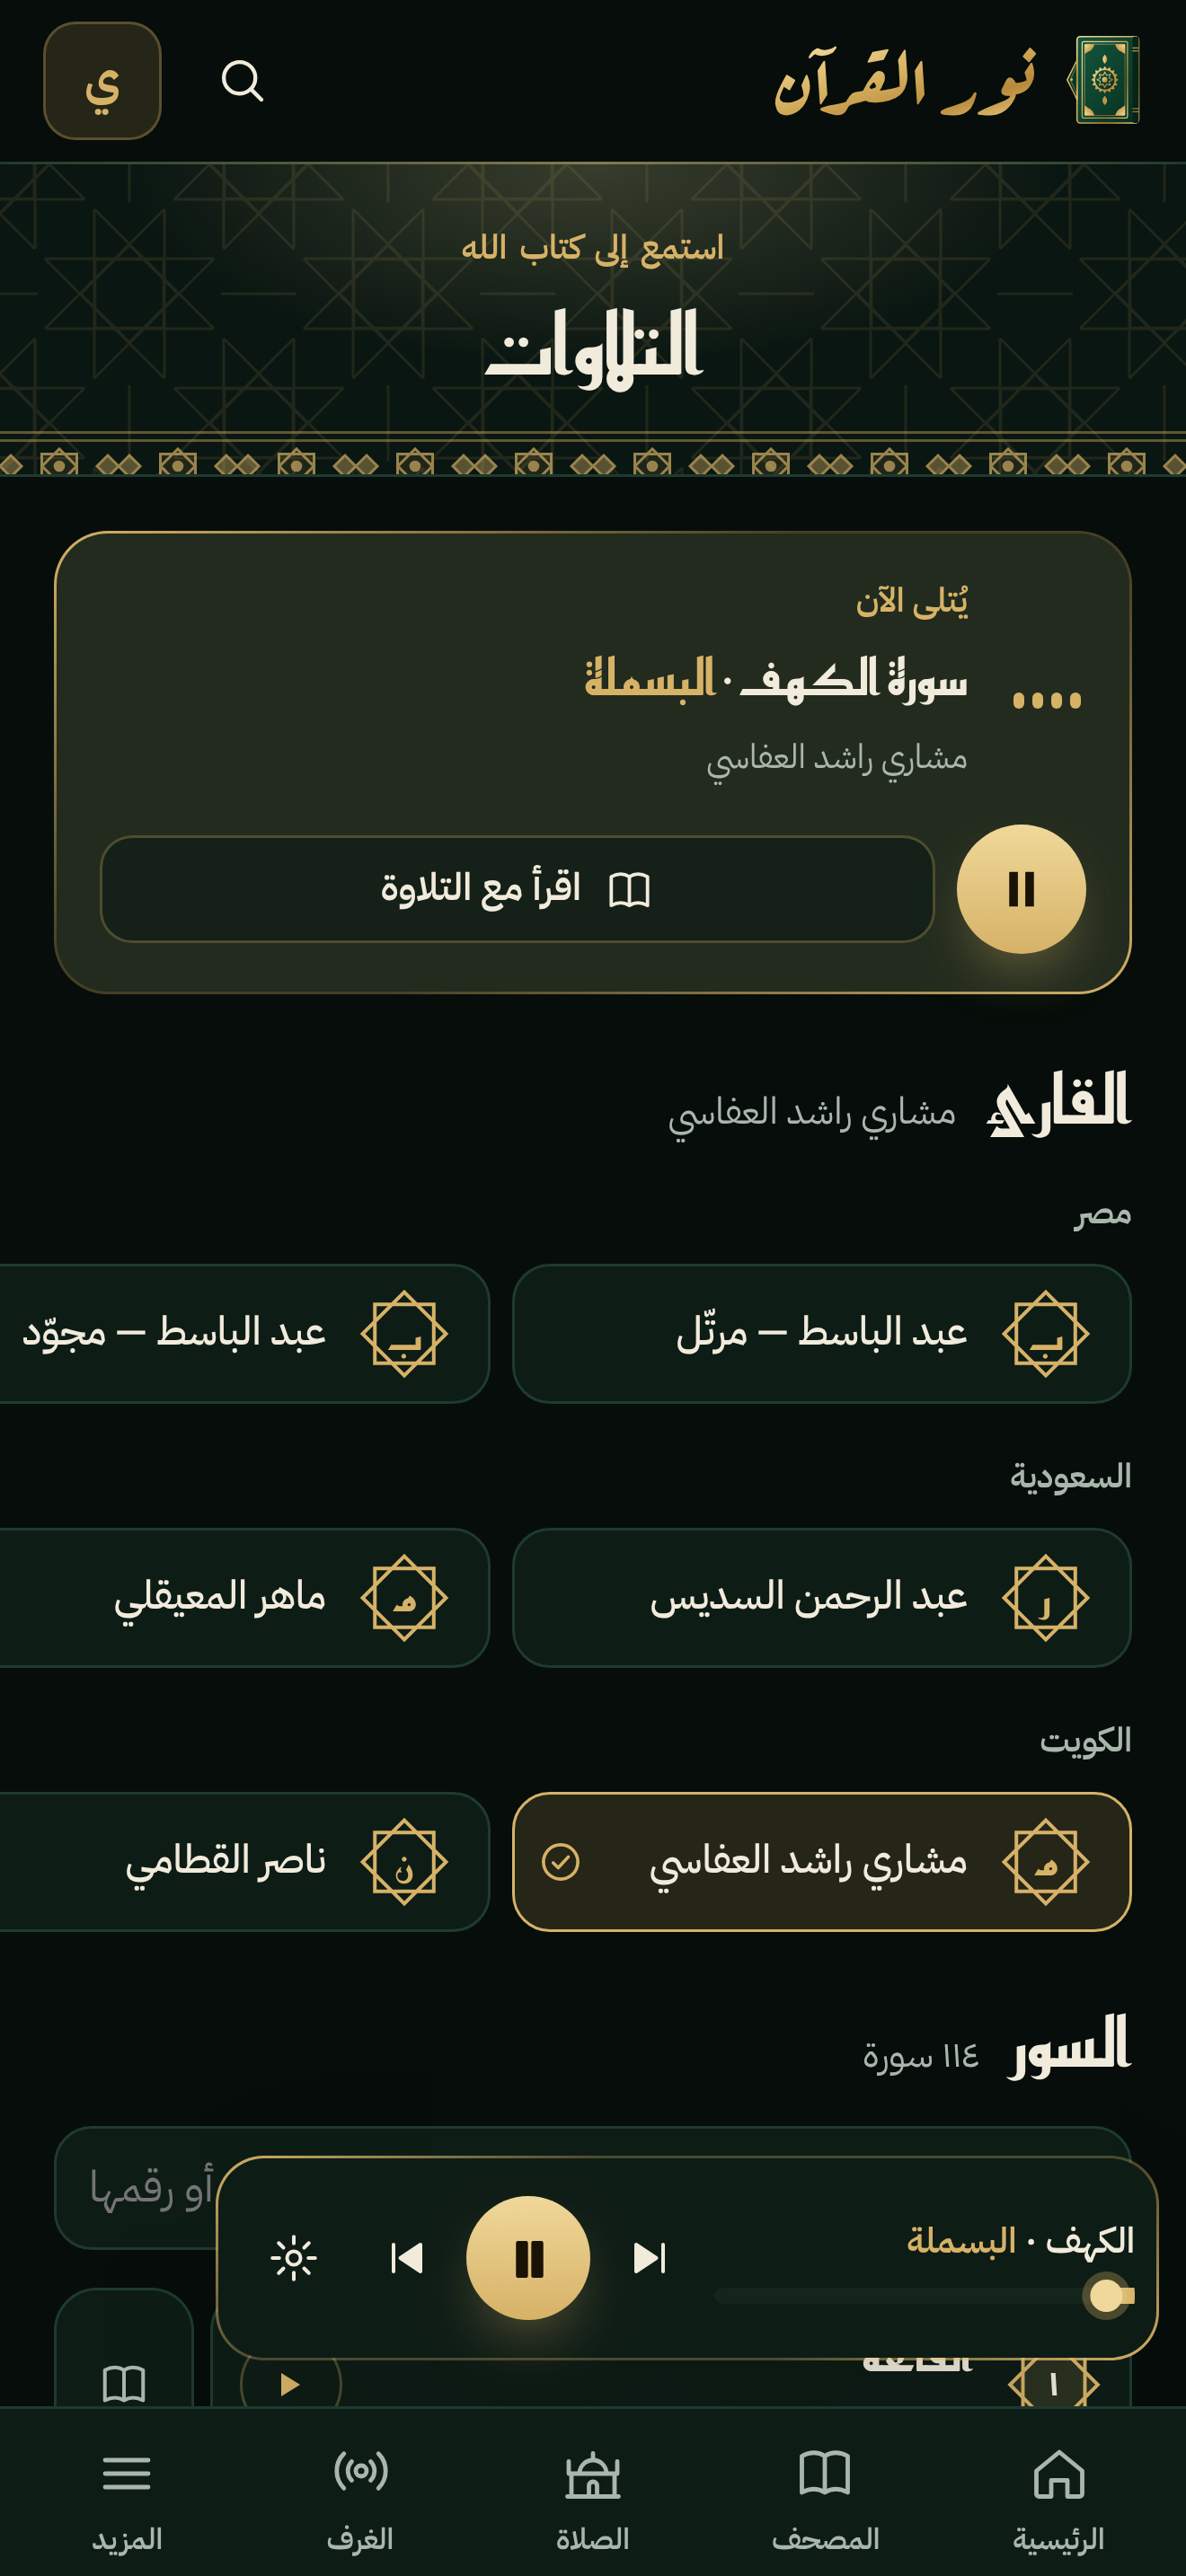 نور القرآن
ي
استمع إلى كتاب الله
التلاوات
يُتلى الآن
سورة الكهف · البسملة
مشاري راشد العفاسي
اقرأ مع التلاوة
القارئ مشاري راشد العفاسي
مصر
ب عبد الباسط — مرتّل
ب عبد الباسط — مجوّد
السعودية
ر عبد الرحمن السديس
م ماهر المعيقلي
الكويت
م مشاري راشد العفاسي
ن ناصر القطامي
السور ١١٤ سورة
أو رقمها
الكهف · البسملة
١
الرئيسية
المصحف
الصلاة
الغرف
المزيد